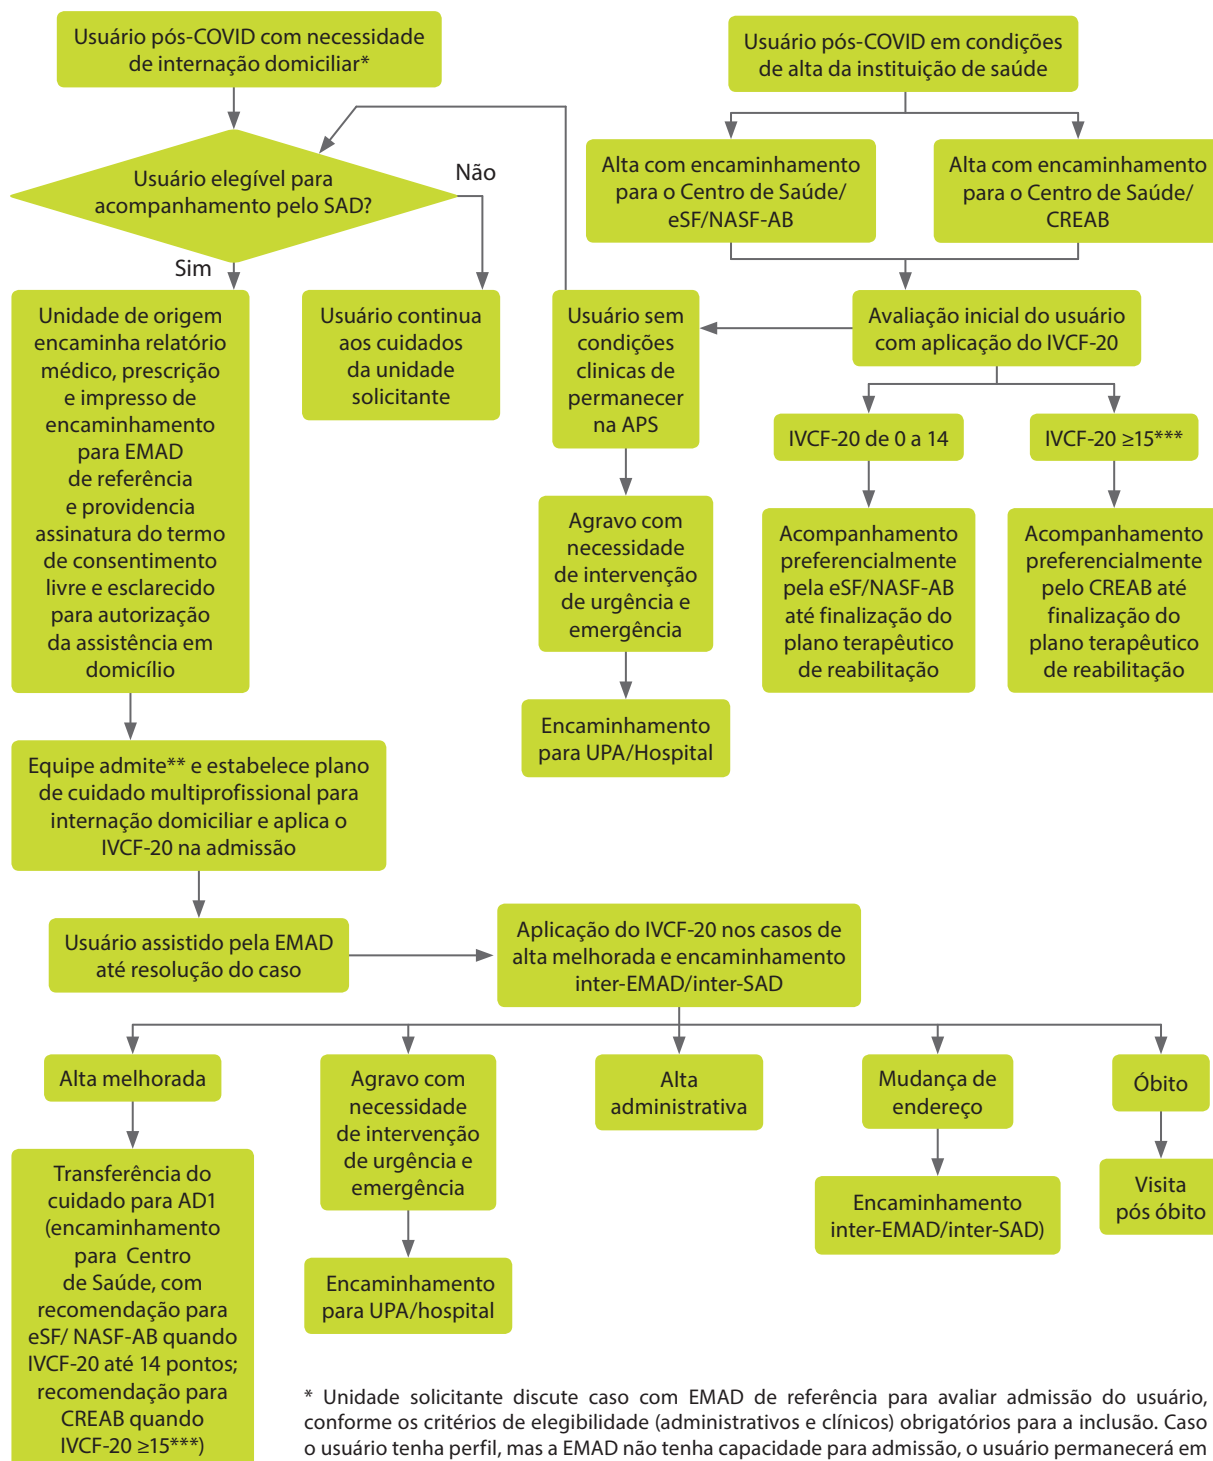 Usuário pós-COVID com necessidade
de internação domiciliar*
Usuário pós-COVID em condições
de alta da instituição de saúde
Usuário elegível para
acompanhamento pelo SAD?
Não
Sim
Alta com encaminhamento
para o Centro de Saúde/
eSF/NASF-AB
Alta com encaminhamento
para o Centro de Saúde/
CREAB
Unidade de origem
encaminha relatório
médico, prescrição
e impresso de
encaminhamento
para EMAD
de referência
e providencia
assinatura do termo
de consentimento
livre e esclarecido
para autorização
da assistência em
domicílio
Usuário continua
aos cuidados
da unidade
solicitante
Usuário sem
condições
clinicas de
permanecer
na APS
Avaliação inicial do usuário
com aplicação do IVCF-20
IVCF-20 de 0 a 14
IVCF-20 ≥15***
Agravo com
necessidade
de intervenção
de urgência e
emergência
Acompanhamento
preferencialmente
pela eSF/NASF-AB
até finalização do
plano terapêutico
de reabilitação
Acompanhamento
preferencialmente
pelo CREAB até
finalização do
plano terapêutico
de reabilitação
Encaminhamento
para UPA/Hospital
Equipe admite** e estabelece plano
de cuidado multiprofissional para
internação domiciliar e aplica o
IVCF-20 na admissão
Usuário assistido pela EMAD
até resolução do caso
Aplicação do IVCF-20 nos casos de
alta melhorada e encaminhamento
inter-EMAD/inter-SAD
Alta melhorada
Agravo com
necessidade
de intervenção
de urgência e
emergência
Alta
administrativa
Mudança de
endereço
Óbito
Transferência do
cuidado para AD1
(encaminhamento
para Centro
de Saúde, com
recomendação para
eSF/ NASF-AB quando
IVCF-20 até 14 pontos;
recomendação para
CREAB quando
IVCF-20 ≥15***)
Encaminhamento
para UPA/hospital
Encaminhamento
inter-EMAD/inter-SAD)
Visita
pós óbito
* Unidade solicitante discute caso com EMAD de referência para avaliar admissão do usuário,
conforme os critérios de elegibilidade (administrativos e clínicos) obrigatórios para a inclusão. Caso
o usuário tenha perfil, mas a EMAD não tenha capacidade para admissão, o usuário permanecerá em